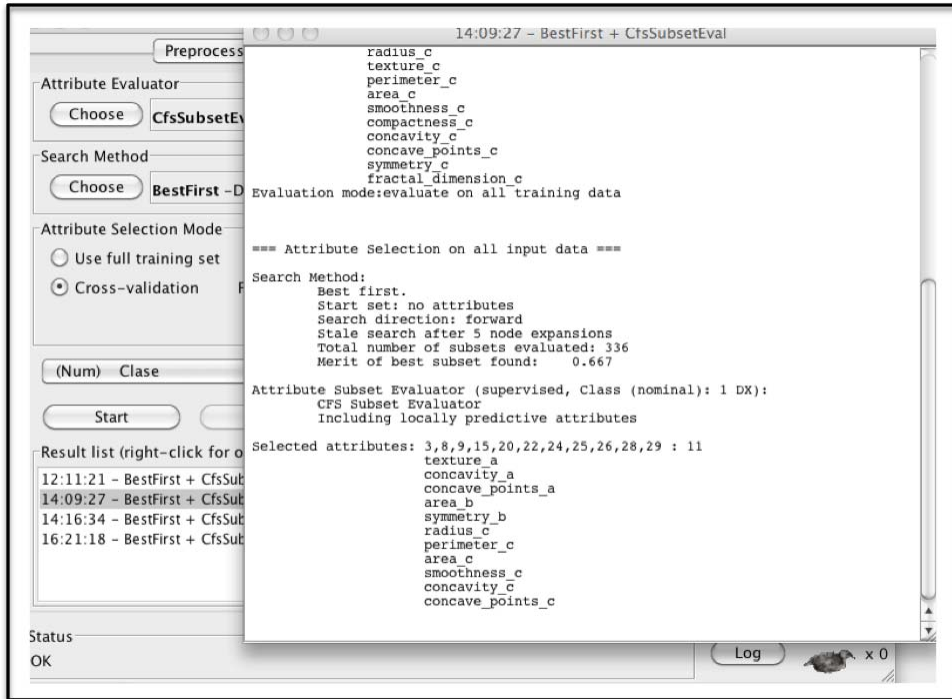 14:09:27 – BestFirst + CfsSubsetEval
Preprocess
Attribute Evaluator
Choose
CfsSubsetEv
Search Method
Choose
BestFirst –D
Attribute Selection Mode
Use full training set
Cross-validation F
(Num) Clase
Start
Result list (right-click for o
12:11:21 – BestFirst + CfsSub
14:09:27 – BestFirst + CfsSub
14:16:34 – BestFirst + CfsSub
16:21:18 – BestFirst + CfsSub
Status
OK
radius_c
texture_c
perimeter_c
area_c
smoothness_c
compactness_c
concavity_c
concave_points_c
symmetry_c
fractal_dimension_c
Evaluation mode:evaluate on all training data
=== Attribute Selection on all input data ===
Search Method:
Best first.
Start set: no attributes
Search direction: forward
Stale search after 5 node expansions
Total number of subsets evaluated: 336
Merit of best subset found: 0.667
Attribute Subset Evaluator (supervised, Class (nominal): 1 DX):
CFS Subset Evaluator
Including locally predictive attributes
Selected attributes: 3,8,9,15,20,22,24,25,26,28,29 : 11
texture_a
concavity_a
concave_points_a
area_b
symmetry_b
radius_c
perimeter_c
area_c
smoothness_c
concavity_c
concave_points_c
Log
x 0